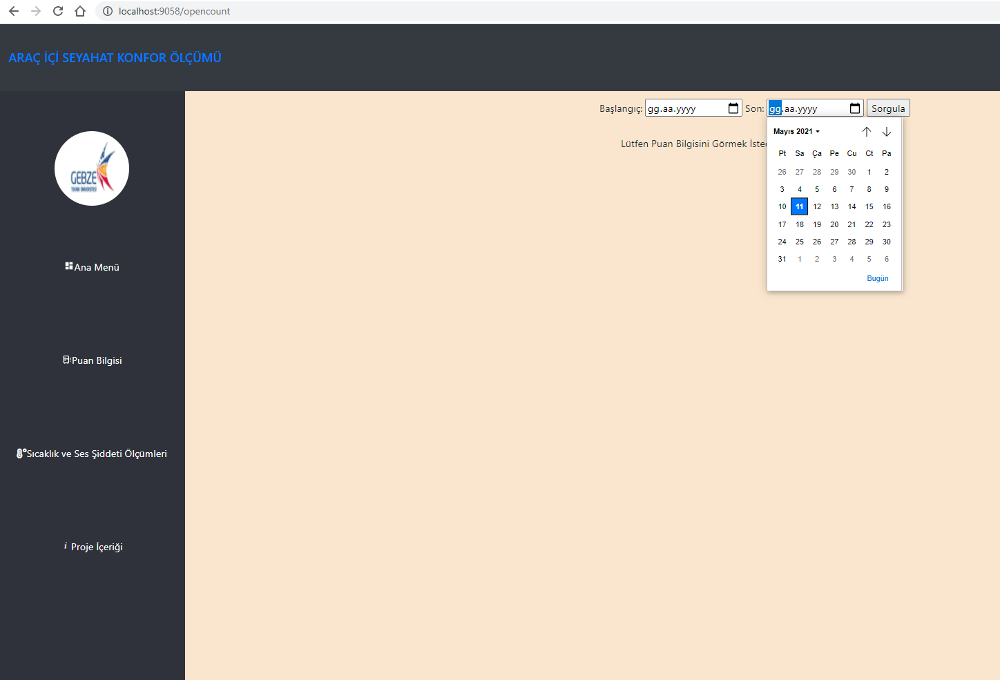 localhost:9058/opencount
ARAÇ İÇİ SEYAHAT KONFOR ÖLÇÜMÜ
Başlangıç: gg.aa.yyyy Son: gg.aa.yyyy Sorgula
Lütfen Puan Bilgisini Görmek
Mayıs 2021
Pt Sa Ça Pe Cu Ct Pa
26 27 28 29 30 1 2
3 4 5 6 7 8 9
10 11 12 13 14 15 16
17 18 19 20 21 22 23
24 25 26 27 28 29 30
31 1 2 3 4 5 6
Bugün
GEBZE
TEKNİK ÜNİVERSİTESİ
Ana Menü
Puan Bilgisi
Sıcaklık ve Ses Şiddeti Ölçümleri
Proje İçeriği